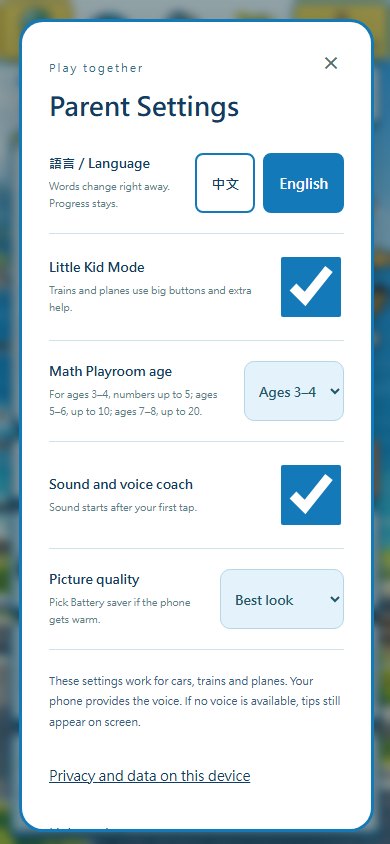 Play together
Parent Settings
語言 / Language
Words change right away.
Progress stays.
中文
English
Little Kid Mode
Trains and planes use big buttons and extra
help.
Math Playroom age
For ages 3–4, numbers up to 5; ages
5–6, up to 10; ages 7–8, up to 20.
Ages 3–4
Sound and voice coach
Sound starts after your first tap.
Picture quality
Pick Battery saver if the phone
gets warm.
Best look
These settings work for cars, trains and planes. Your
phone provides the voice. If no voice is available, tips still
appear on screen.
Privacy and data on this device